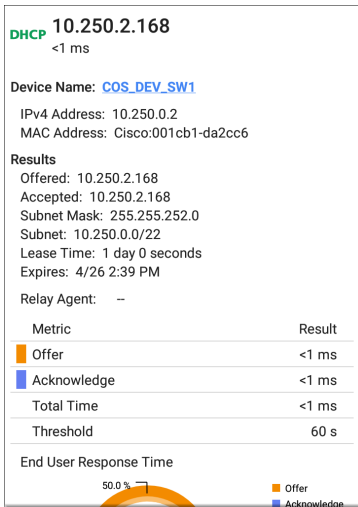 DHCP 10.250.2.168
<1 ms
Device Name: COS_DEV_SW1
IPv4 Address: 10.250.0.2
MAC Address: Cisco:001cb1-da2cc6
Results
Offered: 10.250.2.168
Accepted: 10.250.2.168
Subnet Mask: 255.255.252.0
Subnet: 10.250.0.0/22
Lease Time: 1 day 0 seconds
Expires: 4/26 2:39 PM
Relay Agent: --
Metric Result
Offer <1 ms
Acknowledge <1 ms
Total Time <1 ms
Threshold 60 s
End User Response Time
50.0 % Offer
Acknowledge